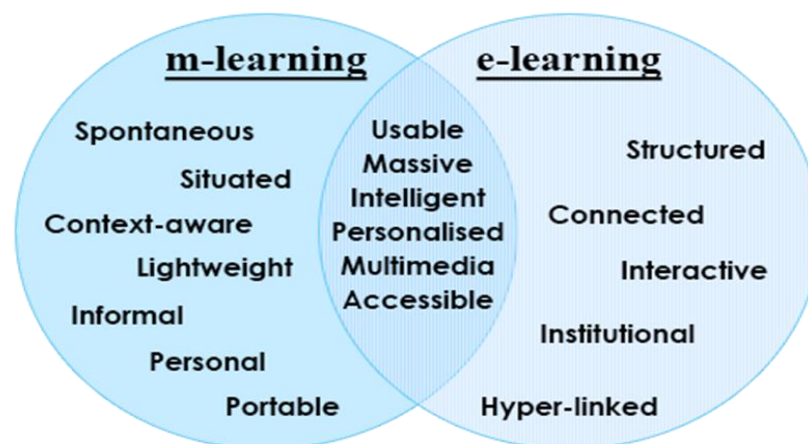 m-learning
Spontaneous
Situated
Context-aware
Lightweight
Informal
Personal
Portable
Usable
Massive
Intelligent
Personalised
Multimedia
Accessible
e-learning
Structured
Connected
Interactive
Institutional
Hyper-linked